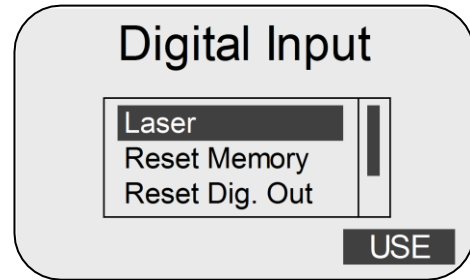 Digital Input
Laser
Reset Memory
Reset Dig. Out
USE